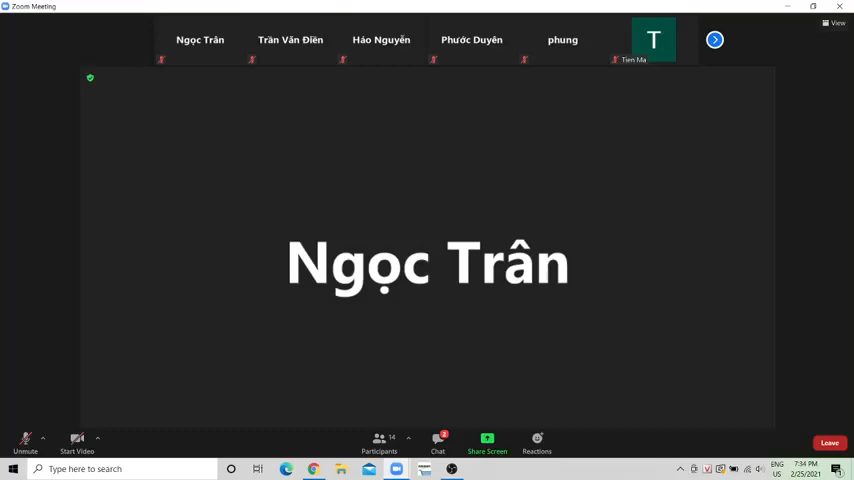 Zoom Meeting
View
Ngọc Trân
Trần Văn Điền
Hảo Nguyễn
Phước Duyên
phung
T
Tien Ma
Ngọc Trân
Unmute
Start Video
14
Participants
2
Chat
Share Screen
Reactions
Leave
Type here to search
ENG
US
7:34 PM
2/25/2021